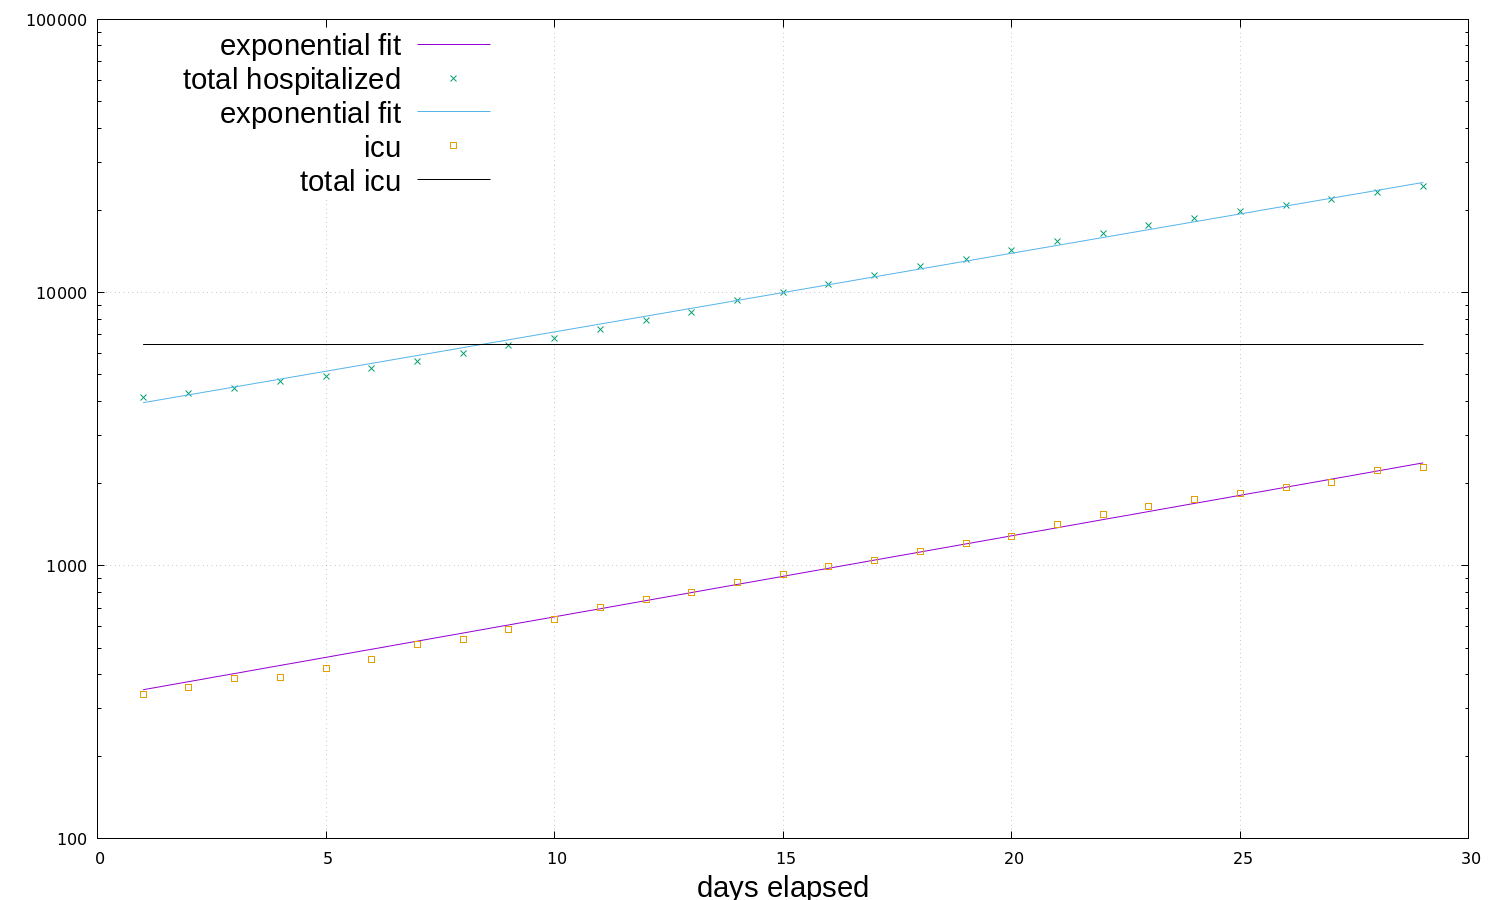 100000
10000
1000
100
exponential fit
total hospitalized
exponential fit
icu
total icu
0 5 10 15 20 25 30
days elapsed